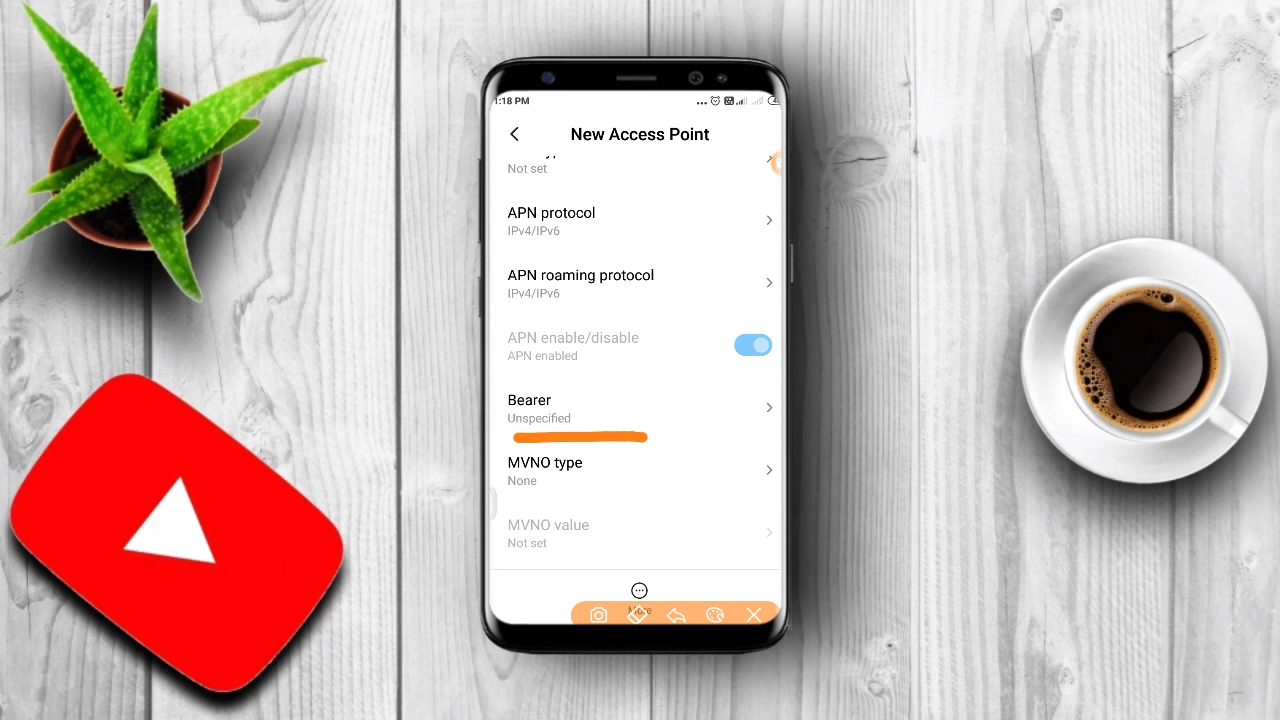 1:18 PM
New Access Point
Not set
APN protocol
IPv4/IPv6
APN roaming protocol
IPv4/IPv6
APN enable/disable
APN enabled
Bearer
Unspecified
MVNO type
None
MVNO value
Not set
More